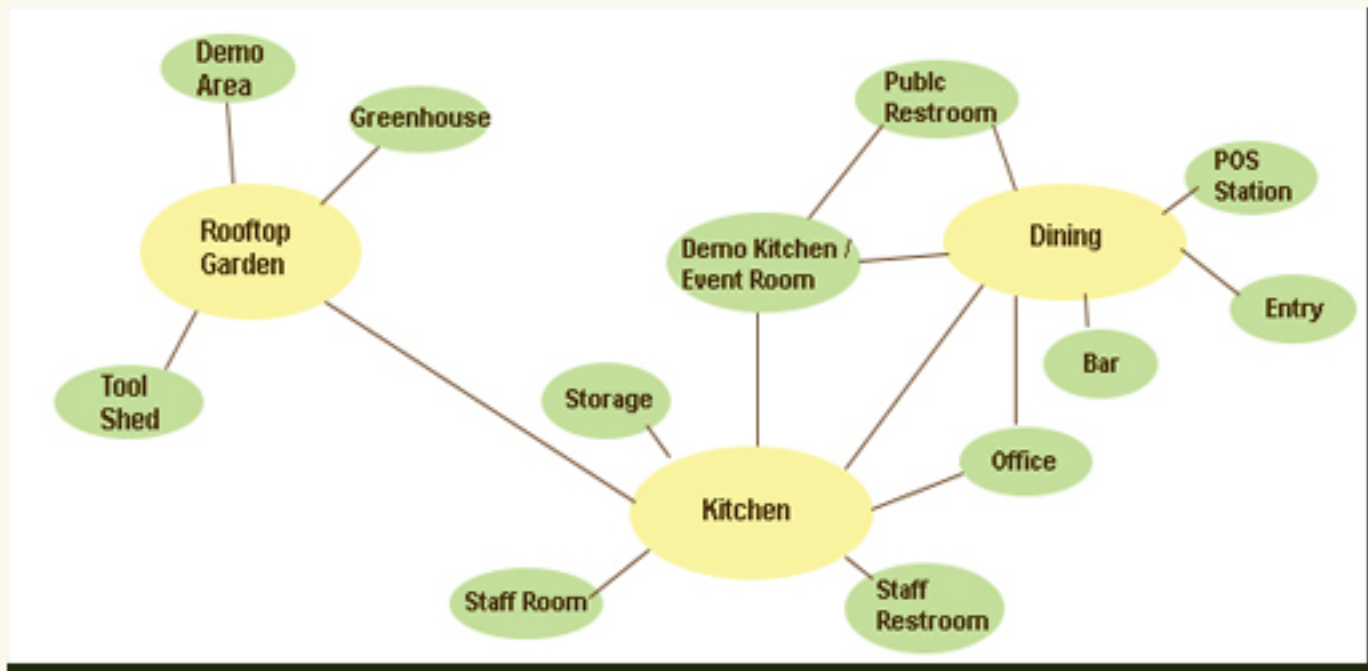 Demo
Area
Greenhouse
Rooftop
Garden
Tool
Shed
Publc
Restroom
POS
Station
Dining
Demo Kitchen /
Event Room
Entry
Bar
Storage
Office
Kitchen
Staff Room
Staff
Restroom